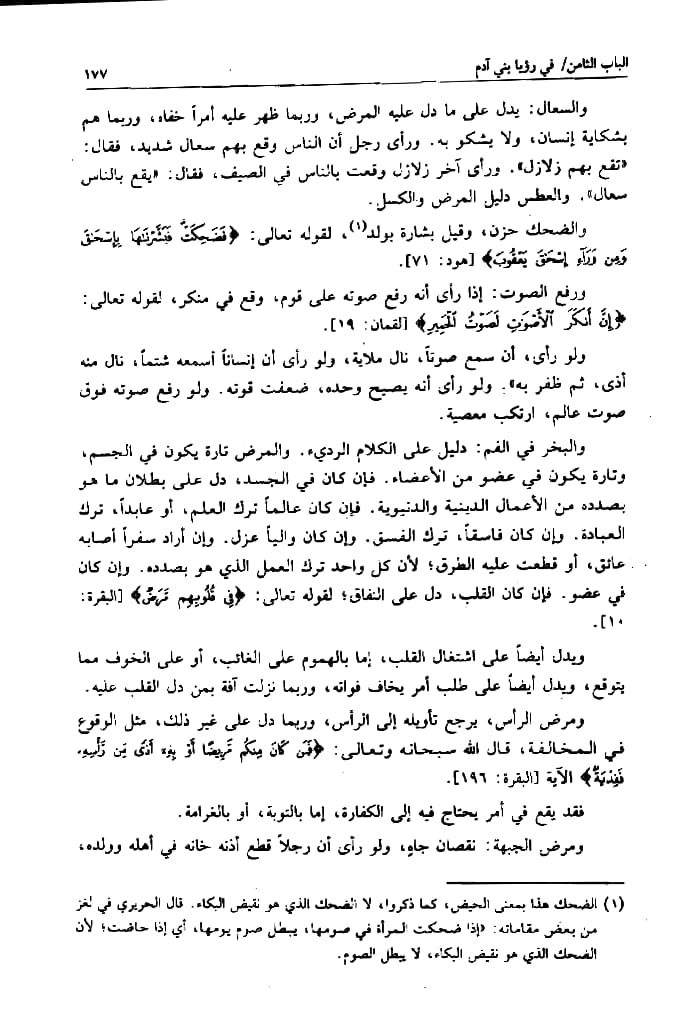 الباب الثامن/ في رؤيا بني آدم
١٧٧
والسعال: يدل على ما دل عليه المرض، وربما ظهر عليه أمراً خفاه، وربما هم
بشكاية إنسان، ولا يشكو به. ورأى رجل أن الناس وقع بهم سعال شديد، فقال:
«تقع بهم زلازل». ورأى آخر زلازل وقعت بالناس في الصيف، فقال: «يقع بالناس
سعال». والعطس دليل المرض والكسل.
والضحك حزن، وقيل بشارة بولد(١)، لقوله تعالى: ﴿فَضَحِكَتْ فَبَشَّرْنَٰهَا بِإِسْحَٰقَ
وَمِن وَرَآءِ إِسْحَٰقَ يَعْقُوبَ﴾ [هود: ٧١].
ورفع الصوت: إذا رأى أنه رفع صوته على قوم، وقع في منكر، لقوله تعالى:
﴿إِنَّ أَنكَرَ ٱلْأَصْوَٰتِ لَصَوْتُ ٱلْحَمِيرِ﴾ [لقمان: ١٩].
ولو رأى، أن سمع صوتاً، نال ملاية، ولو رأى أن إنساناً أسمعه شتماً، نال منه
أذى، ثم ظفر به». ولو رأى أنه يصيح وحده، ضعفت قوته. ولو رفع صوته فوق
صوت عالم، ارتكب معصية.
والبخر في الفم: دليل على الكلام الرديء. والمرض تارة يكون في الجسم،
وتارة يكون في عضو من الأعضاء. فإن كان في الجسد، دل على بطلان ما هو
بصدده من الأعمال الدينية والدنيوية. فإن كان عالماً ترك العلم، أو عابداً، ترك
العبادة. وإن كان فاسقاً، ترك الفسق. وإن كان والياً عزل. وإن أراد سفراً أصابه
عائق، أو قطعت عليه الطرق؛ لأن كل واحد ترك العمل الذي هو بصدده. وإن كان
في عضو. فإن كان القلب، دل على النفاق؛ لقوله تعالى: ﴿فِى قُلُوبِهِم مَّرَضٌ﴾ [البقرة:
١٠].
ويدل أيضاً على اشتغال القلب، إما بالهموم على الغائب، أو على الخوف مما
يتوقع، ويدل أيضاً على طلب أمر يخاف فواته، وربما نزلت آفة بمن دل القلب عليه.
ومرض الرأس، يرجع تأويله إلى الرأس، وربما دل على غير ذلك، مثل الوقوع
في المخالفة، قال الله سبحانه وتعالى: ﴿فَمَن كَانَ مِنكُم مَّرِيضًا أَوْ بِهِۦٓ أَذًى مِّن رَّأْسِهِۦ
فَفِدْيَةٌ﴾ الآية [البقرة: ١٩٦].
فقد يقع في أمر يحتاج فيه إلى الكفارة، إما بالتوبة، أو بالغرامة.
ومرض الجبهة: نقصان جاه، ولو رأى أن رجلاً قطع أذنه خانه في أهله وولده،
(١) الضحك هذا بمعنى الحيض، كما ذكروا، لا الضحك الذي هو نقيض البكاء. قال الحريري في لغز
من بعض مقاماته: «إذا ضحكت المرأة في صومها، يبطل صوم يومها، أي إذا حاضت؛ لأن
الضحك الذي هو نقيض البكاء، لا يبطل الصوم.